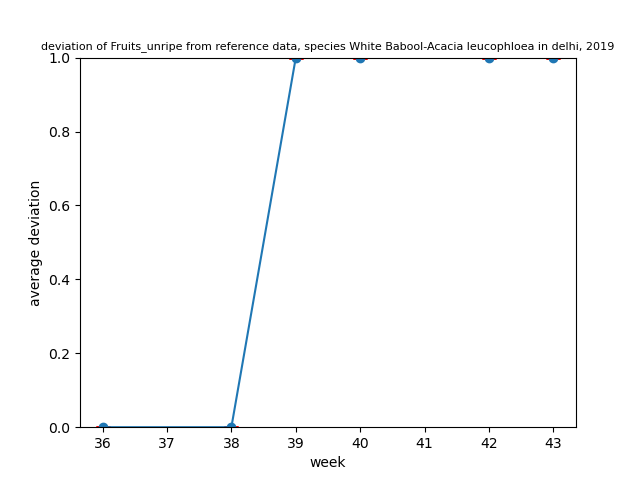 deviation of Fruits_unripe from reference data, species White Babool-Acacia leucophloea in delhi, 2019
1.0
0.8
0.6
0.4
0.2
0.0
average deviation
36 37 38 39 40 41 42 43
week